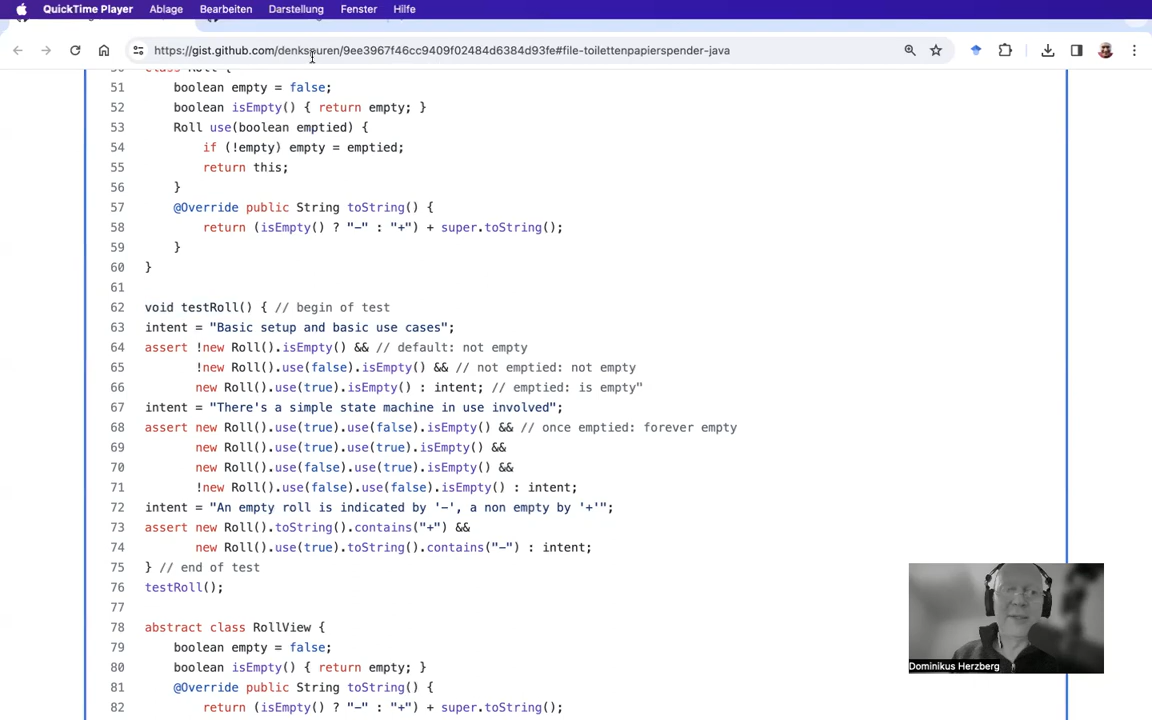 QuickTime Player Ablage Bearbeiten Darstellung Fenster Hilfe
https://gist.github.com/denkspuren/9ee3967f46cc9409f02484d6384d93fe#file-toilettenpapierspender-java
50 class Roll {
51 boolean empty = false;
52 boolean isEmpty() { return empty; }
53 Roll use(boolean emptied) {
54 if (!empty) empty = emptied;
55 return this;
56 }
57 @Override public String toString() {
58 return (isEmpty() ? "-" : "+") + super.toString();
59 }
60 }
61
62 void testRoll() { // begin of test
63 intent = "Basic setup and basic use cases";
64 assert !new Roll().isEmpty() && // default: not empty
65 !new Roll().use(false).isEmpty() && // not emptied: not empty
66 new Roll().use(true).isEmpty() : intent; // emptied: is empty"
67 intent = "There's a simple state machine in use involved";
68 assert new Roll().use(true).use(false).isEmpty() && // once emptied: forever empty
69 new Roll().use(true).use(true).isEmpty() &&
70 new Roll().use(false).use(true).isEmpty() &&
71 !new Roll().use(false).use(false).isEmpty() : intent;
72 intent = "An empty roll is indicated by '-', a non empty by '+'";
73 assert new Roll().toString().contains("+") &&
74 new Roll().use(true).toString().contains("-") : intent;
75 } // end of test
76 testRoll();
77
78 abstract class RollView {
79 boolean empty = false;
80 boolean isEmpty() { return empty; }
81 @Override public String toString() {
82 return (isEmpty() ? "-" : "+") + super.toString();
Dominikus Herzberg